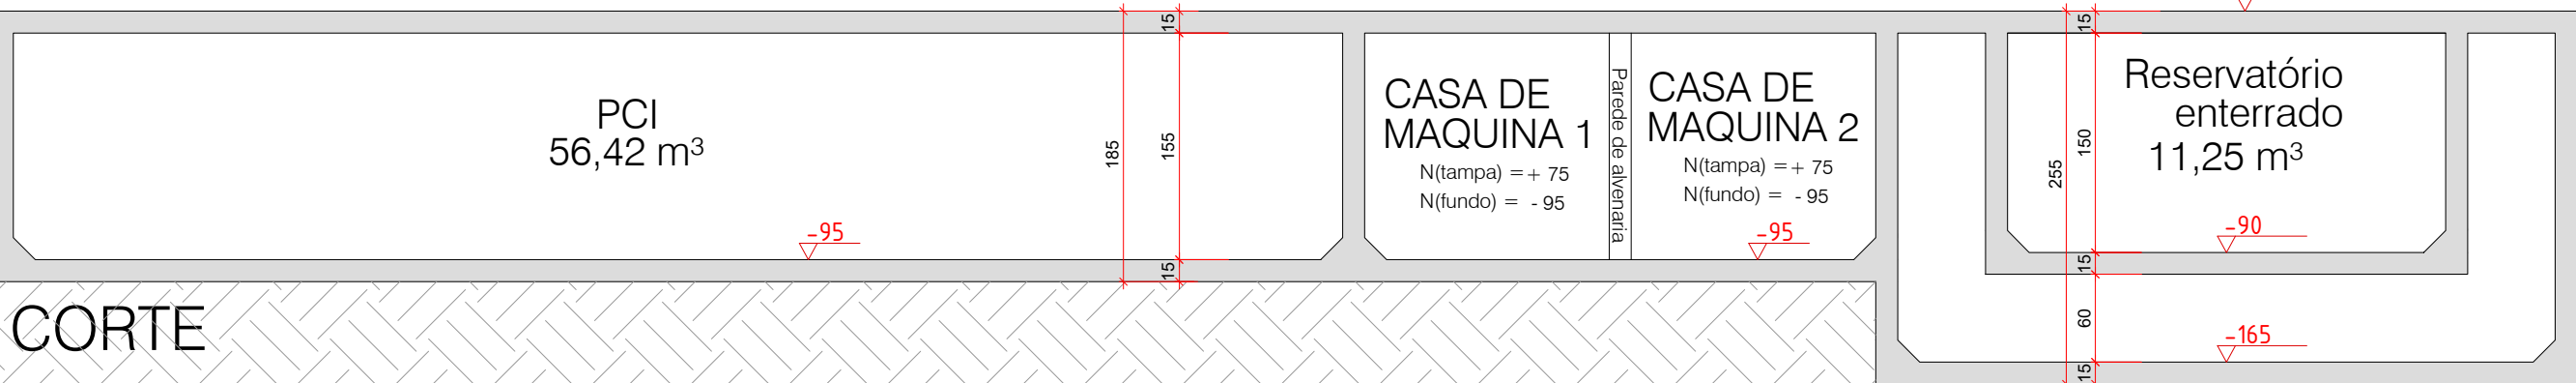 PCI
56,42 m³
-95
185
15
155
15
CASA DE
MAQUINA 1
N(tampa) =+ 75
N(fundo) = - 95
Parede de alvenaria
CASA DE
MAQUINA 2
N(tampa) =+ 75
N(fundo) = - 95
-95
Reservatório
enterrado
11,25 m³
-90
-165
255
15
150
15
60
15
CORTE